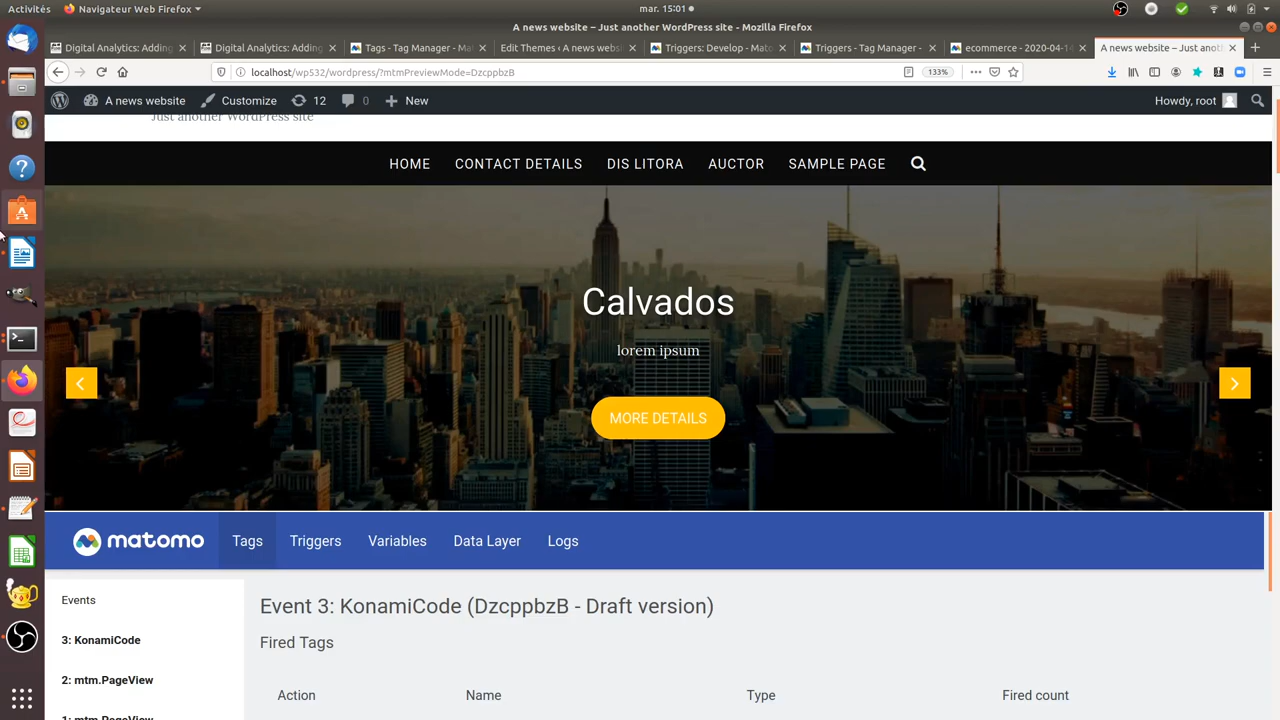 Activités
Navigateur Web Firefox
mar. 15:01
A news website – Just another WordPress site - Mozilla Firefox
Digital Analytics: Adding
Digital Analytics: Adding
Tags - Tag Manager - Ma
Edit Themes ‹ A news websi
Triggers: Develop - Mato
Triggers - Tag Manager -
ecommerce - 2020-04-14
A news website – Just anoth
localhost/wp532/wordpress/?mtmPreviewMode=DzcppbzB
133%
A news website
Customize
12
0
New
Howdy, root
Just another WordPress site
HOME
CONTACT DETAILS
DIS LITORA
AUCTOR
SAMPLE PAGE
Calvados
lorem ipsum
MORE DETAILS
matomo
Tags
Triggers
Variables
Data Layer
Logs
Events
Event 3: KonamiCode (DzcppbzB - Draft version)
3: KonamiCode
Fired Tags
2: mtm.PageView
Action
Name
Type
Fired count
1: mtm.PageView